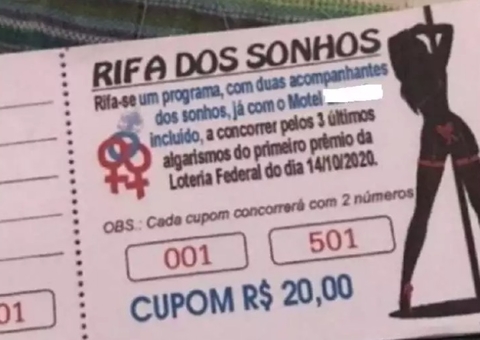 RIFA DOS SONHOS
Rifa-se um programa, com duas acompanhantes
dos sonhos, já com o Motel
incluido, a concorrer pelos 3 últimos
algarismos do primeiro prêmio da
Loteria Federal do dia 14/10/2020.
OBS.: Cada cupom concorrerá com 2 números
001 501
01
CUPOM R$ 20,00